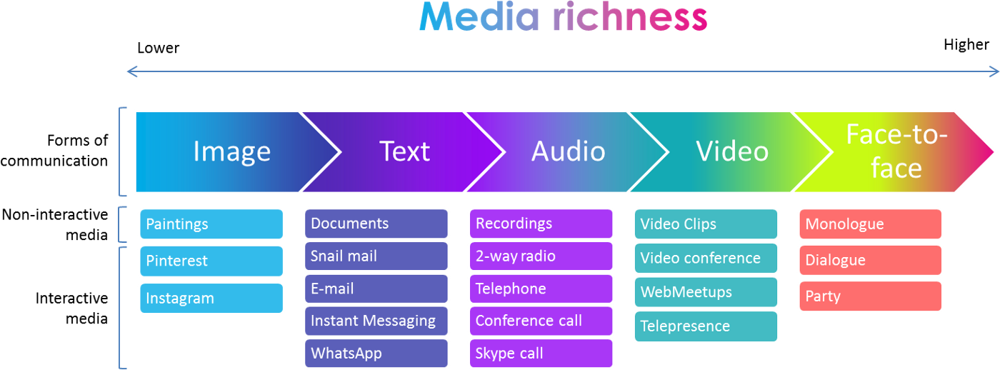 Media richness
Lower
Higher
Forms of
communication
Image
Text
Audio
Video
Face-to-
face
Non-interactive
media
Interactive
media
Paintings
Pinterest
Instagram
Documents
Snail mail
E-mail
Instant Messaging
WhatsApp
Recordings
2-way radio
Telephone
Conference call
Skype call
Video Clips
Video conference
WebMeetups
Telepresence
Monologue
Dialogue
Party